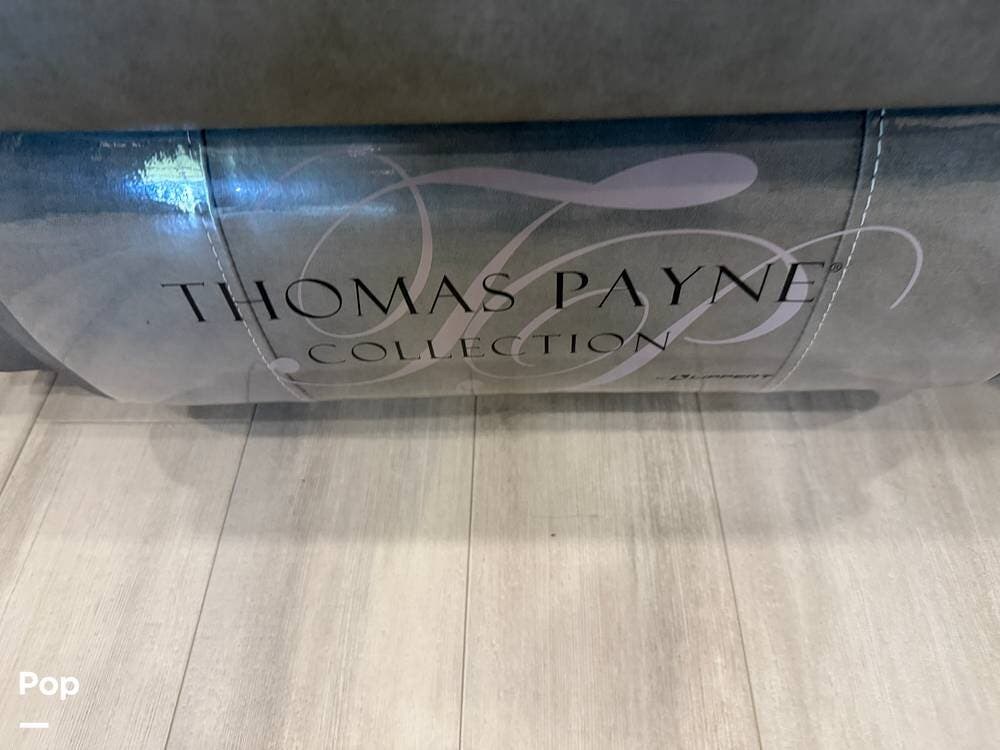 THOMAS PAYNE®
COLLECTION
LIPPERT
Pop